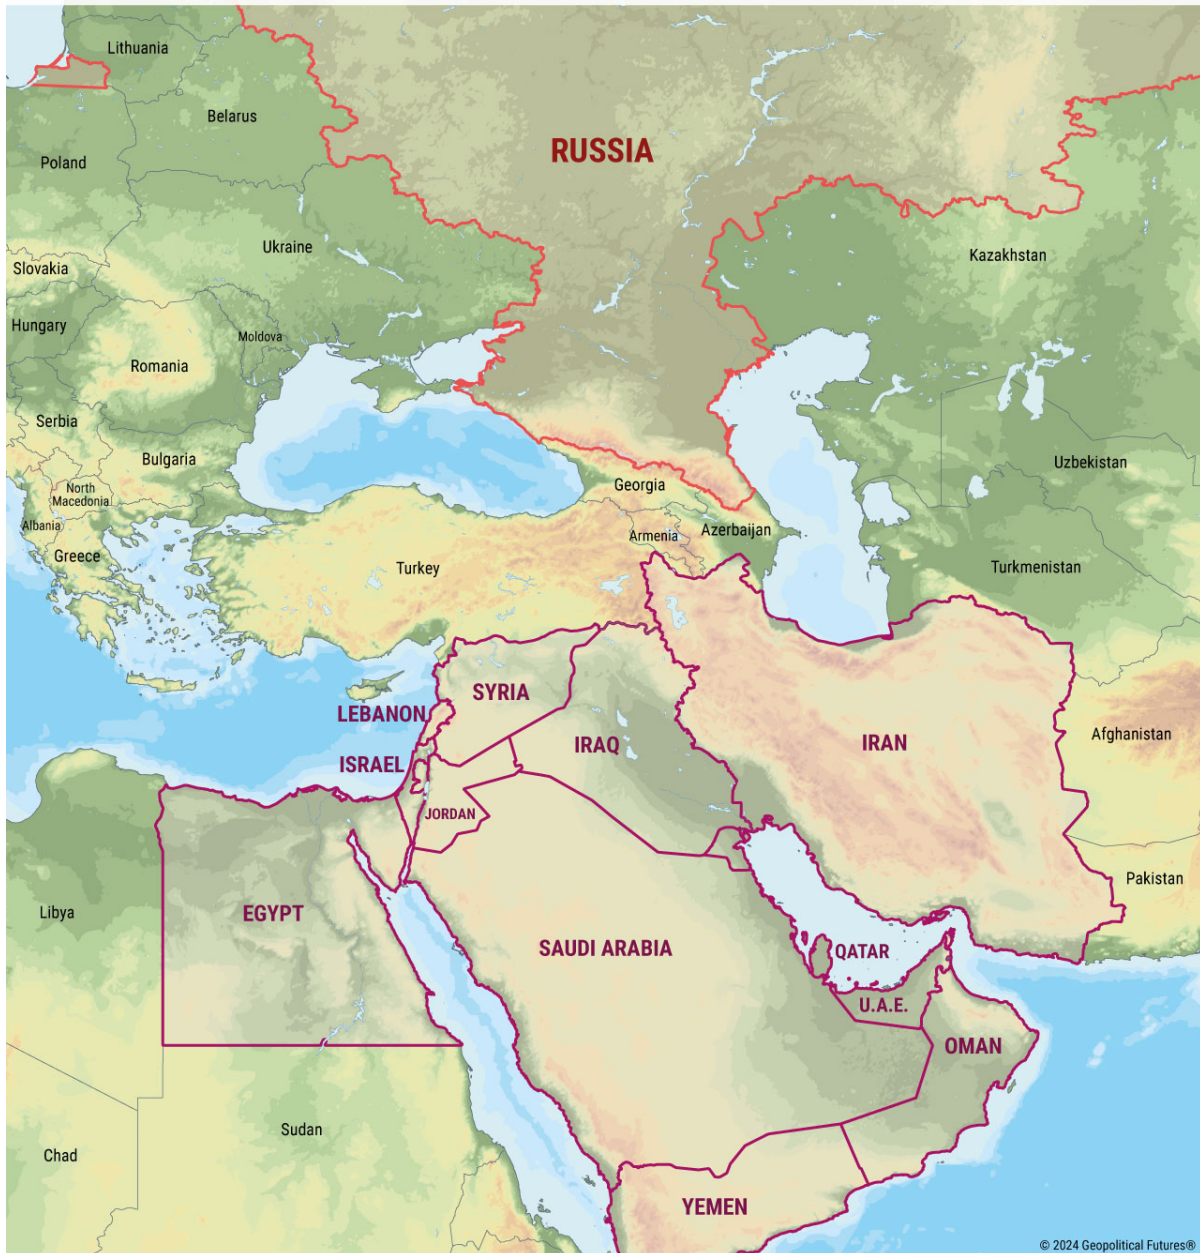 Lithuania
Belarus
RUSSIA
Poland
Ukraine
Kazakhstan
Slovakia
Hungary
Moldova
Romania
Serbia
Bulgaria
Uzbekistan
North
Macedonia
Georgia
Albania
Azerbaijan
Armenia
Greece
Turkey
Turkmenistan
SYRIA
LEBANON
IRAQ
IRAN
Afghanistan
ISRAEL
JORDAN
Pakistan
Libya
EGYPT
SAUDI ARABIA
QATAR
U.A.E.
OMAN
Sudan
Chad
YEMEN
© 2024 Geopolitical Futures®